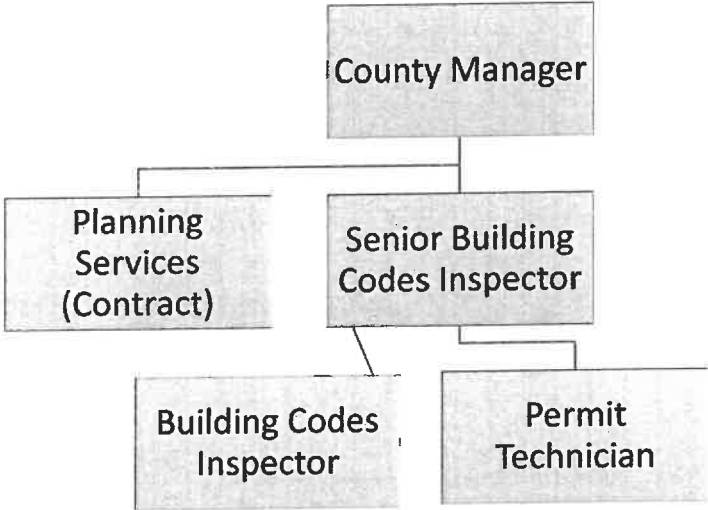 County Manager
Planning
Services
(Contract)
Senior Building
Codes Inspector
Building Codes
Inspector
Permit
Technician